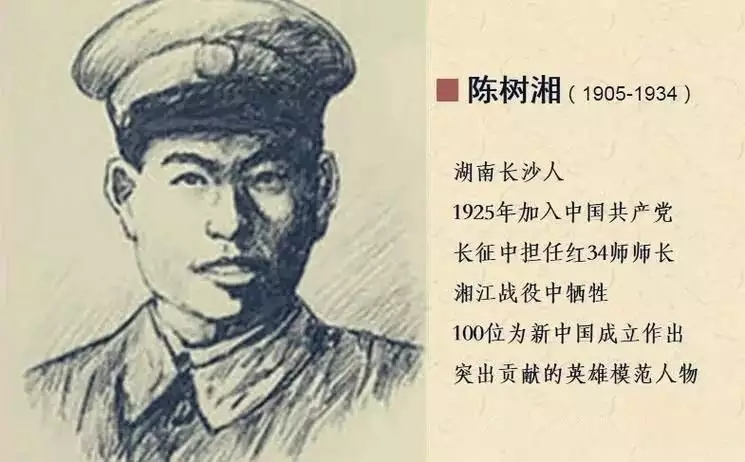 陈树湘（1905-1934）
湖南长沙人
1925年加入中国共产党
长征中担任红34师师长
湘江战役中牺牲
100位为新中国成立作出
突出贡献的英雄模范人物